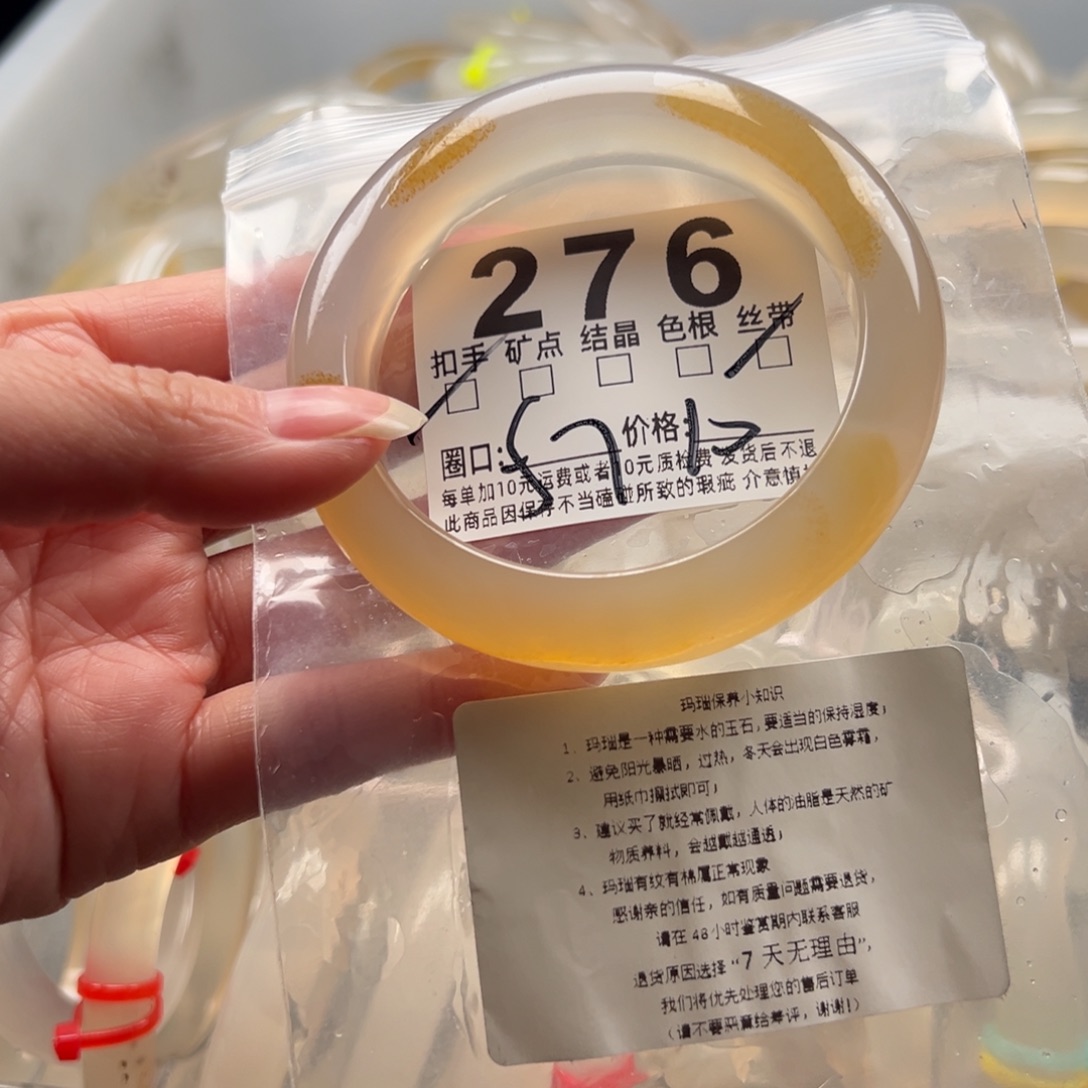 276
扣手 矿点 结晶 色根 丝带
圈口: 57 价格:
每单加10元运费或者10元质检费 发货后不退
此商品因保存不当磕碰所致的瑕疵 介意慎
玛瑙保养小知识
1、玛瑙是一种需要水的玉石,要适当的保持湿度;
2、避免阳光暴晒,过热,冬天会出现白色雾霜,
用纸巾擦拭即可;
3、建议买了就经常佩戴,人体的油脂是天然的矿
物质养料,会越戴越通透;
4、玛瑙有纹有棉属正常现象
感谢亲的信任,如有质量问题需要退货,
请在 48小时鉴赏期内联系客服
退货原因选择“7 天无理由”,
我们将优先处理您的售后订单
(请不要恶意给差评,谢谢!)